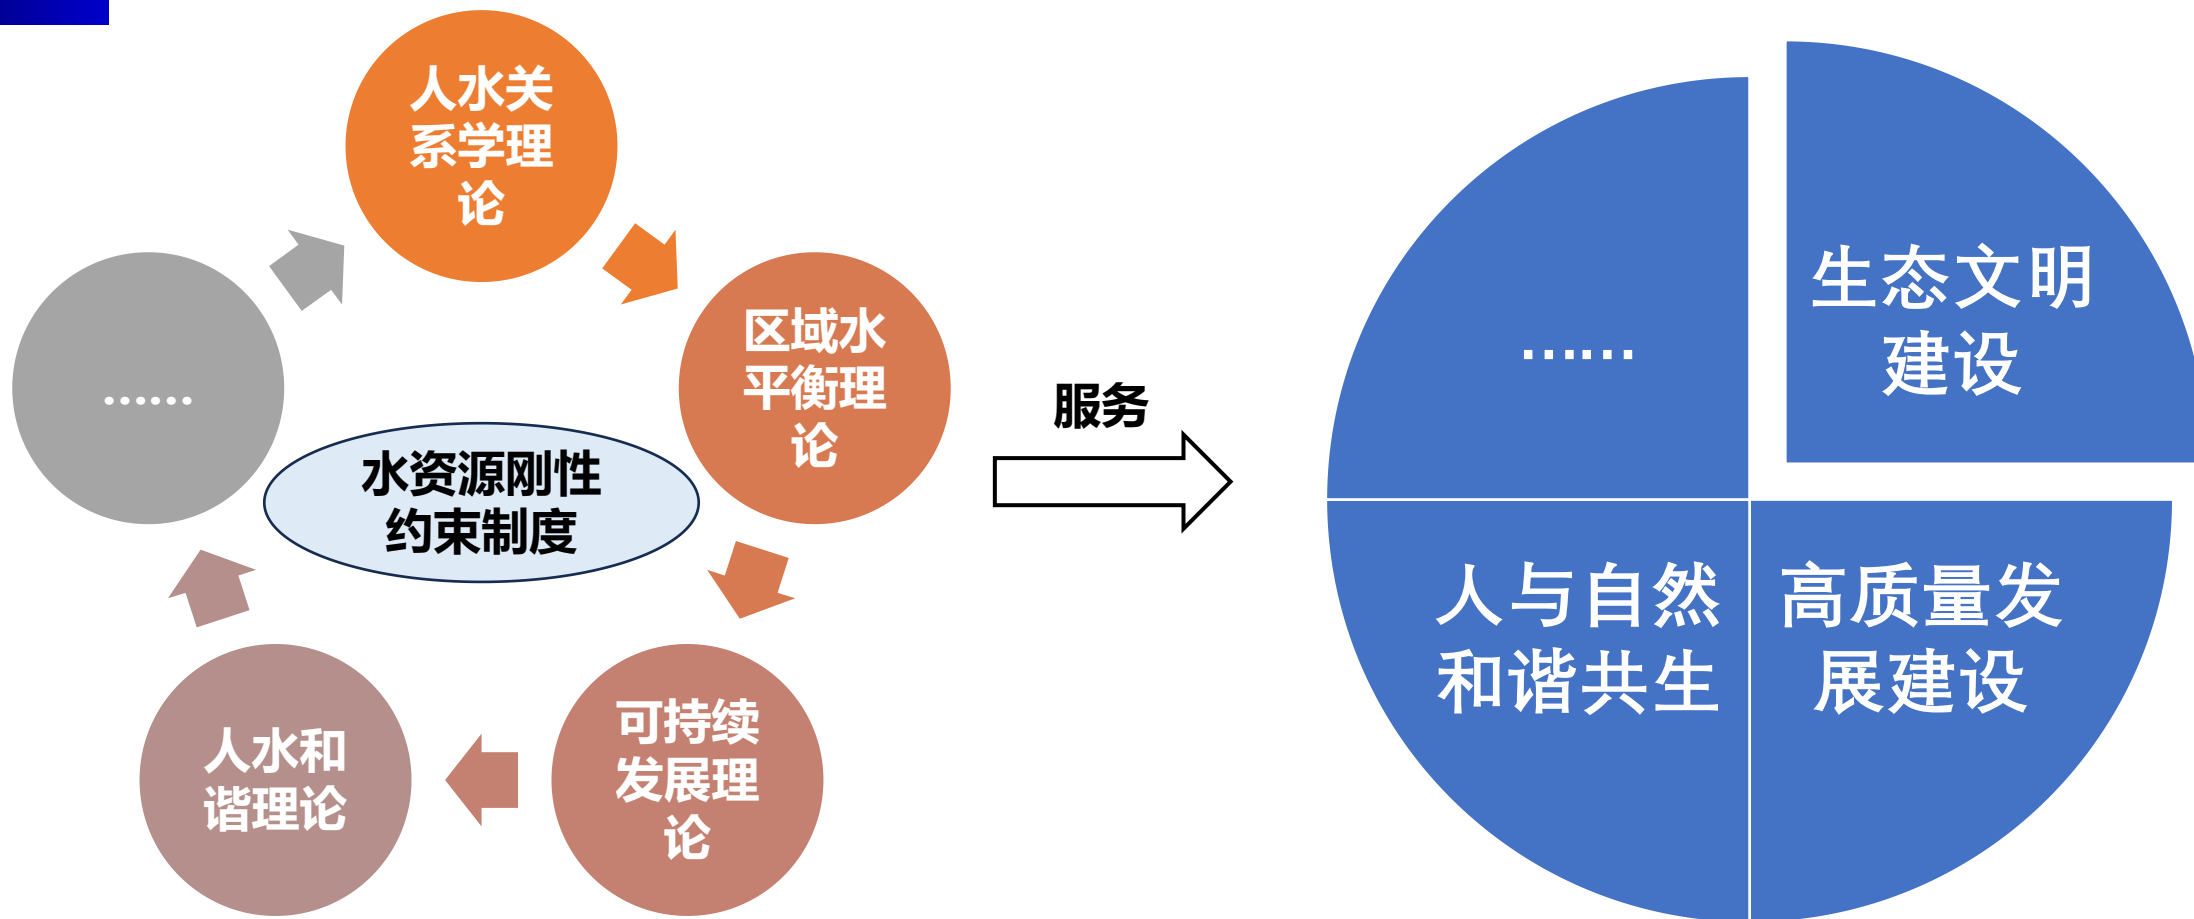 人水关
系学理
论
区域水
平衡理
论
可持续
发展理
论
人水和
谐理论
……
水资源刚性
约束制度
服务
生态文明
建设
高质量发
展建设
人与自然
和谐共生
……